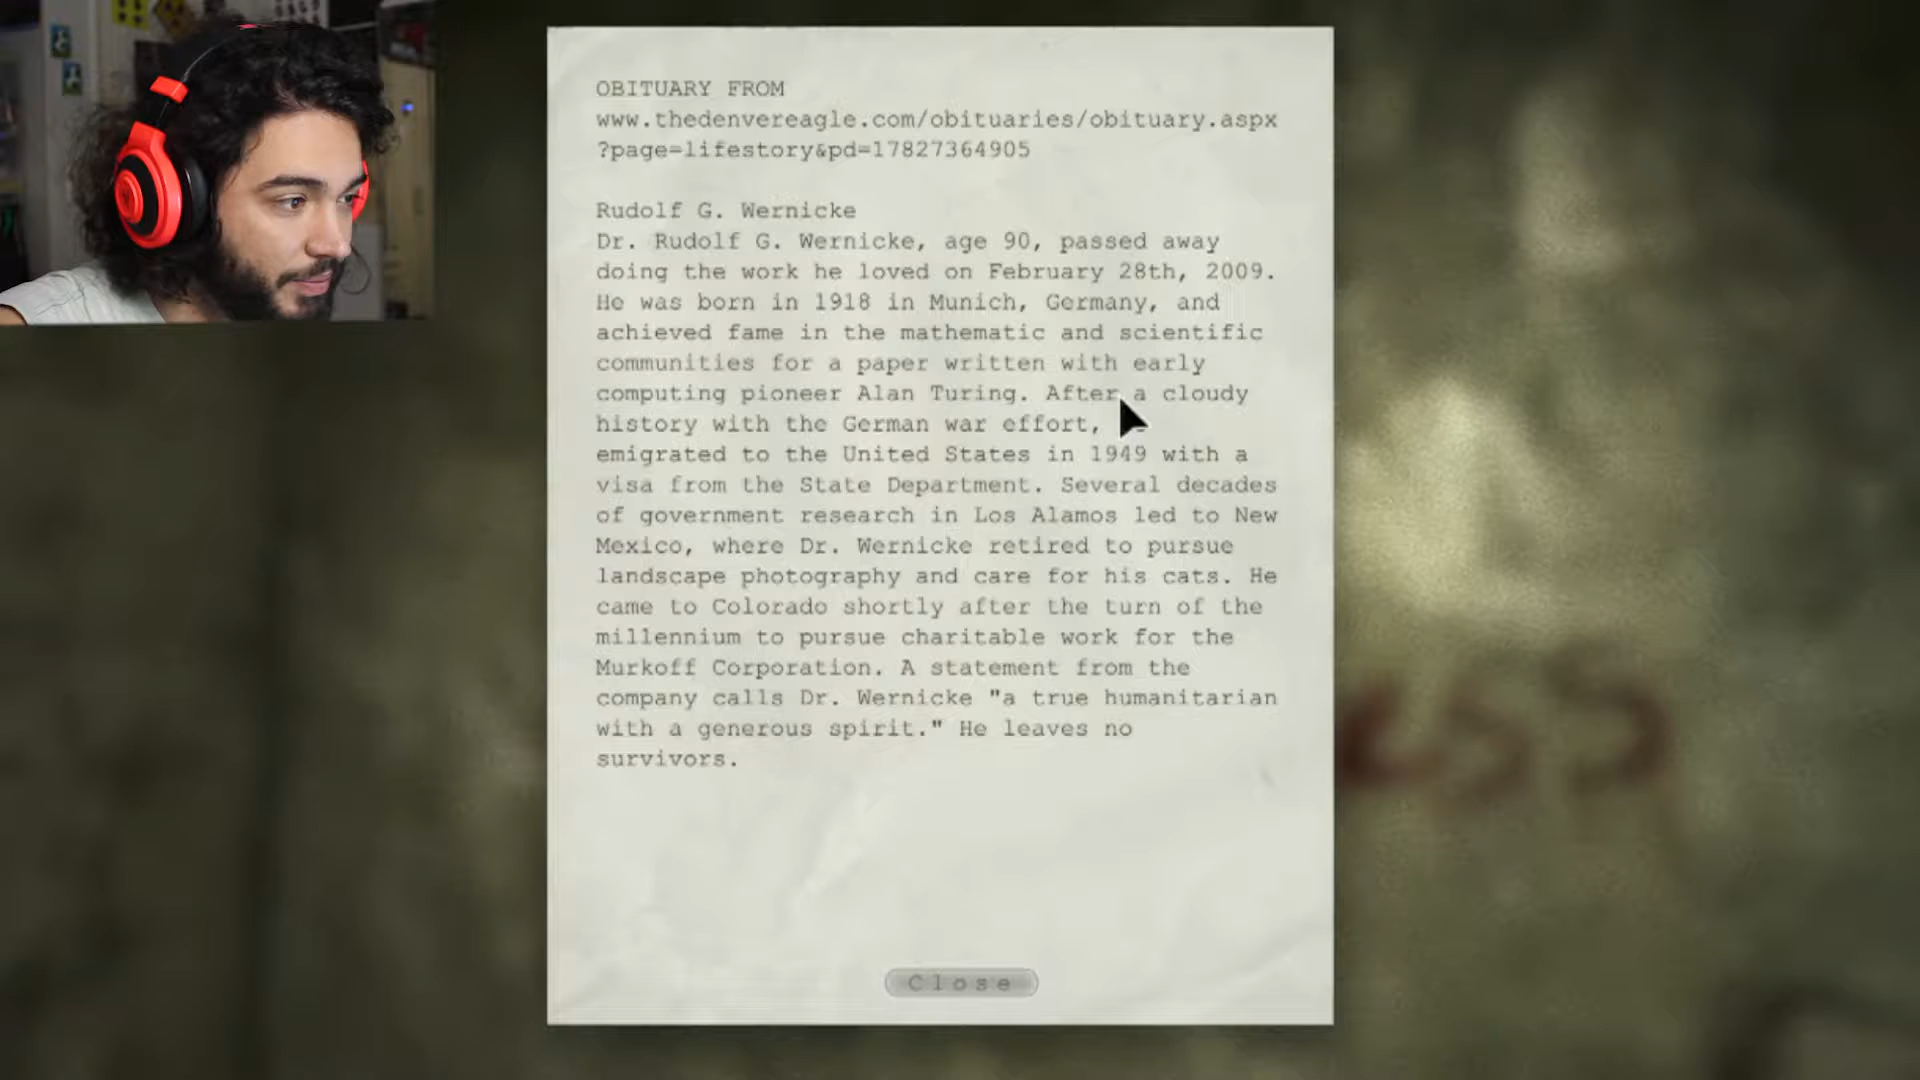 OBITUARY FROM
www.thedenvereagle.com/obituaries/obituary.aspx
?page=lifestory&pd=17827364905
Rudolf G. Wernicke
Dr. Rudolf G. Wernicke, age 90, passed away
doing the work he loved on February 28th, 2009.
He was born in 1918 in Munich, Germany, and
achieved fame in the mathematic and scientific
communities for a paper written with early
computing pioneer Alan Turing. After a cloudy
history with the German war effort,
emigrated to the United States in 1949 with a
visa from the State Department. Several decades
of government research in Los Alamos led to New
Mexico, where Dr. Wernicke retired to pursue
landscape photography and care for his cats. He
came to Colorado shortly after the turn of the
millennium to pursue charitable work for the
Murkoff Corporation. A statement from the
company calls Dr. Wernicke "a true humanitarian
with a generous spirit." He leaves no
survivors.
Close